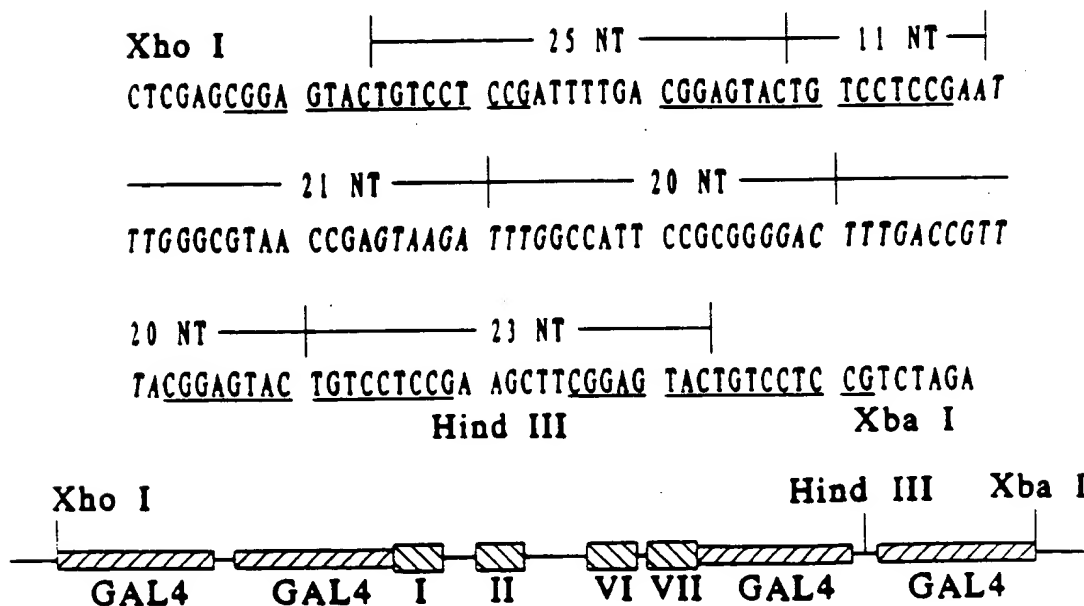 Xho I 25 NT 11 NT
CTCGAGCGGA GTACTGTCCT CCGATTTTGA CGGAGTACTG TCCTCCGAAT
21 NT 20 NT
TTGGGCGTAA CCGAGTAAGA TTTGGCCATT CCGCGGGGAC TTTGACCGTT
20 NT 23 NT
TACGGAGTAC TGTCCTCCGA AGCTTCGGAG TACTGTCCTC CGTCTAGA
Hind III Xba I
Xho I Hind III Xba I
GAL4 GAL4 I II VI VII GAL4 GAL4